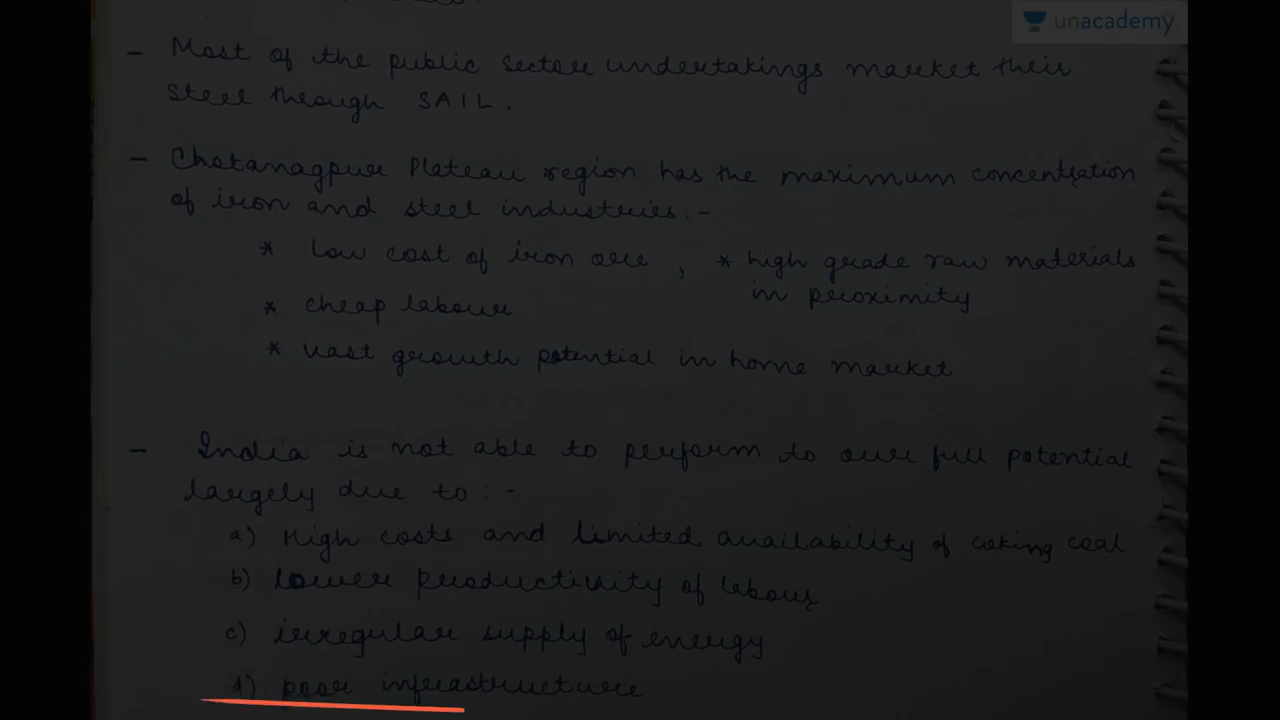 unacademy
- Most of the public sector undertakings market their
steel through SAIL.
- Chotanagpur Plateau region has the maximum concentration
of iron and steel industries:-
* low cost of iron ore , * high grade raw materials
in proximity
* cheap labour
* vast growth potential in home market
- India is not able to perform to our full potential
largely due to :-
a) High costs and limited availability of coking coal
b) lower productivity of labour
c) irregular supply of energy
d) poor infrastructure